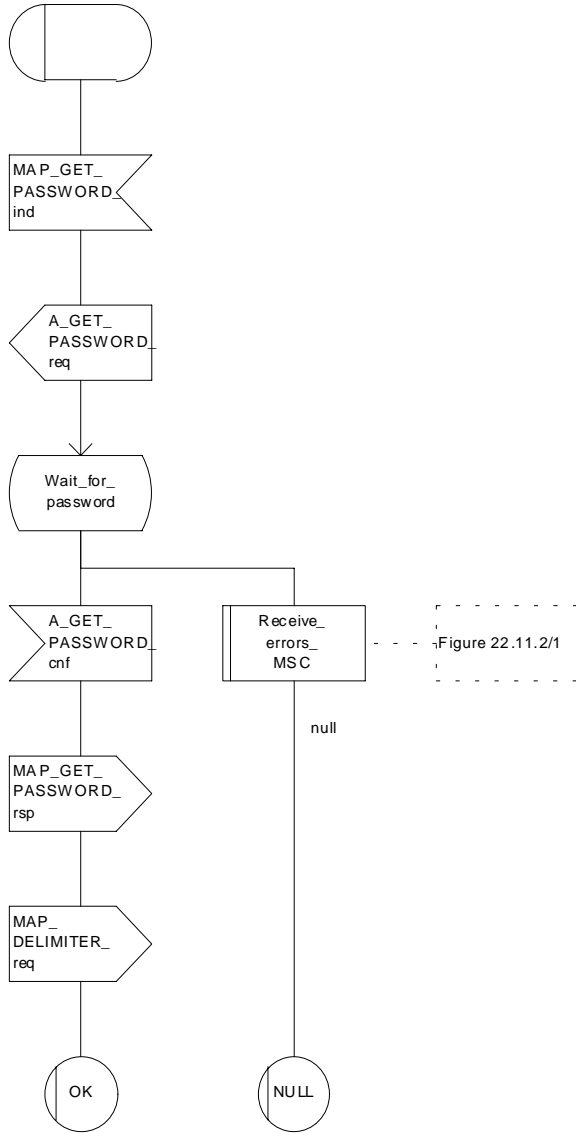 MAP_GET_
PASSWORD_
ind
A_GET_
PASSWORD_
req
Wait_for_
password
A_GET_
PASSWORD_
cnf
Receive_
errors_
MSC
Figure 22.11.2/1
null
MAP_GET_
PASSWORD_
rsp
MAP_
DELIMITER_
req
OK
NULL